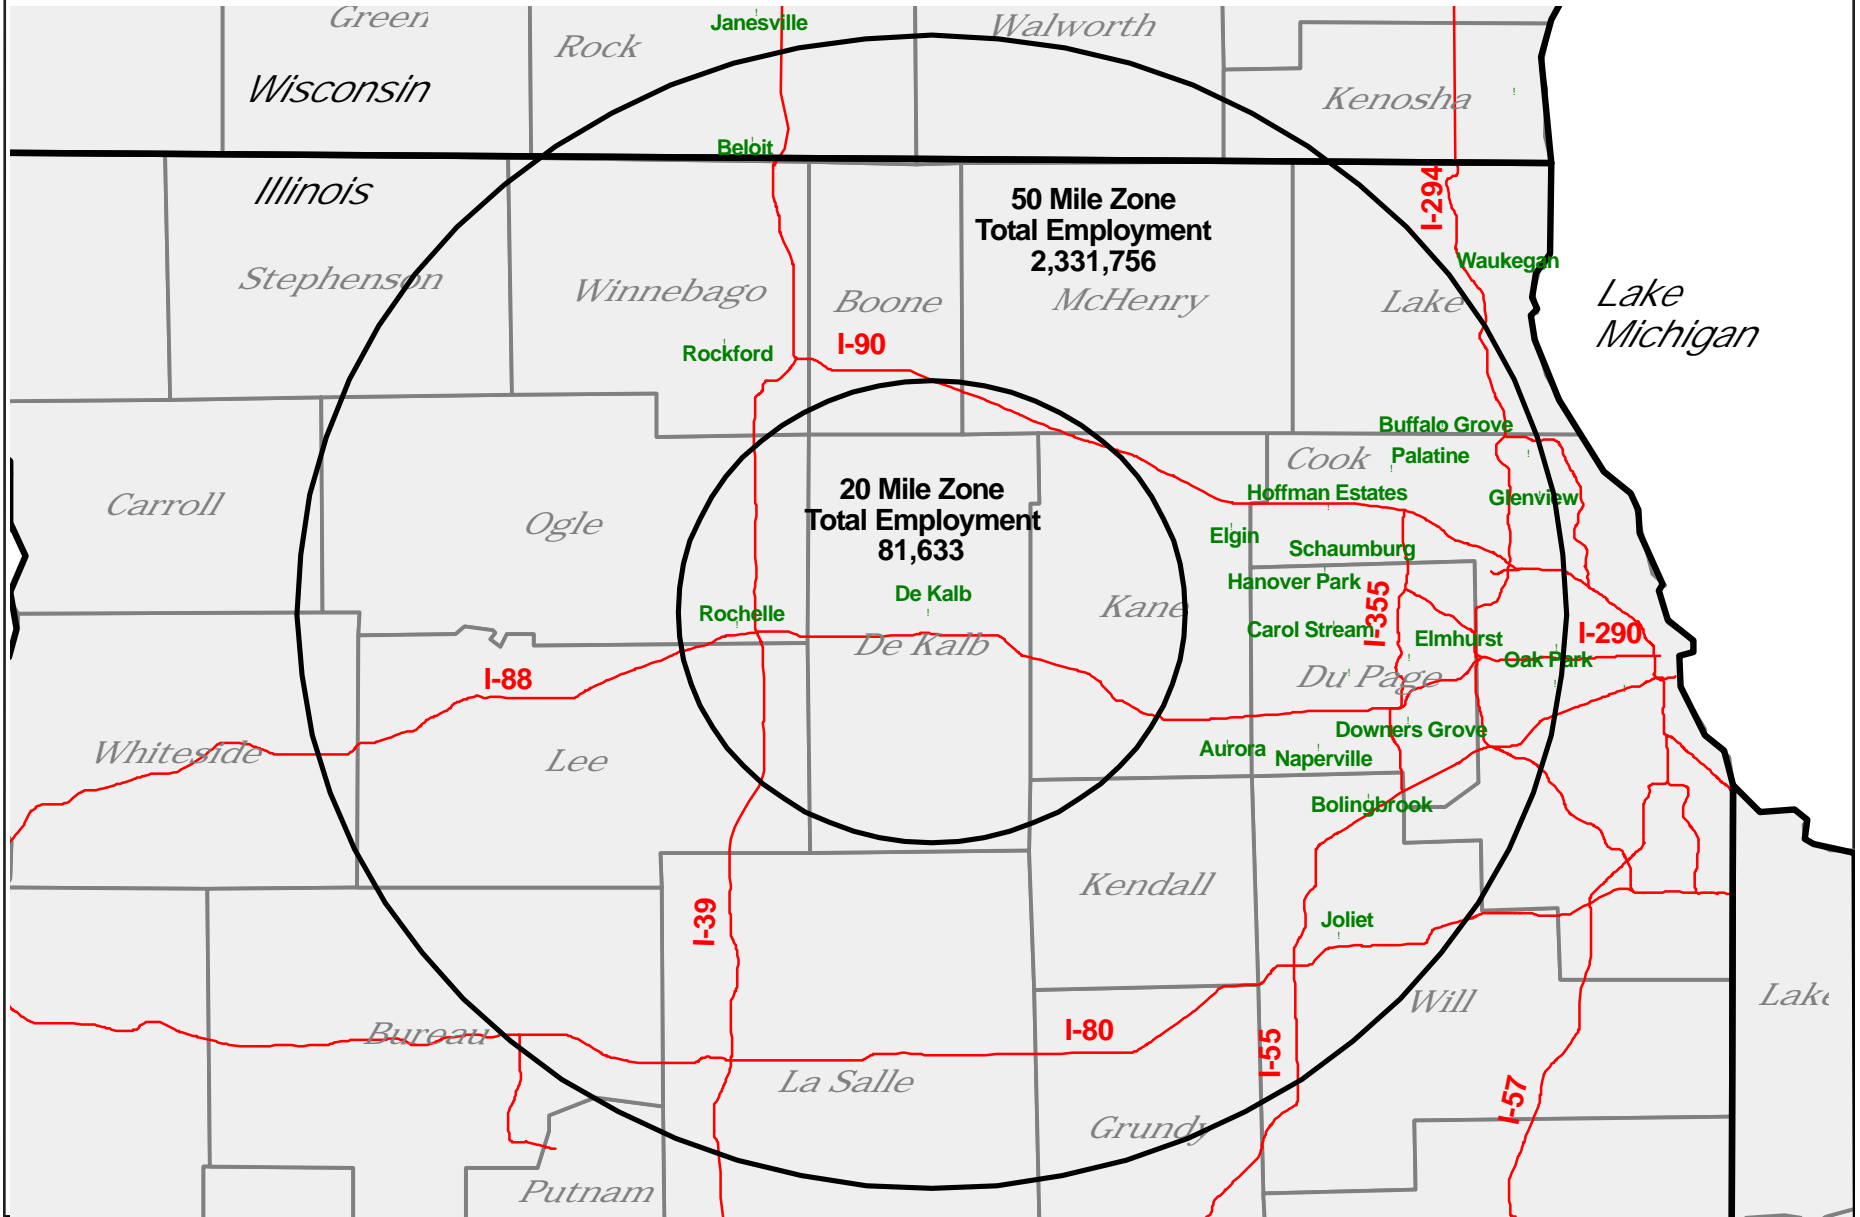 Green
Janesville
Walworth
Rock
Wisconsin
Kenosha
Beloit
Illinois
50 Mile Zone
Total Employment
2,331,756
I-294
Waukegan
Stephenson
Winnebago
Boone
McHenry
Lake
Lake
Michigan
Rockford
I-90
Buffalo Grove
Cook
Palatine
20 Mile Zone
Total Employment
81,633
Hoffman Estates
Glenview
Carroll
Ogle
Elgin
Schaumburg
Hanover Park
De Kalb
Rochelle
Kane
I-355
Carol Stream
Elmhurst
I-290
De Kalb
Oak Park
I-88
Du Page
Downers Grove
Whiteside
Lee
Aurora
Naperville
Bolingbrook
Kendall
I-39
Joliet
Will
Lake
Bureau
I-80
I-55
La Salle
I-57
Grundy
Putnam